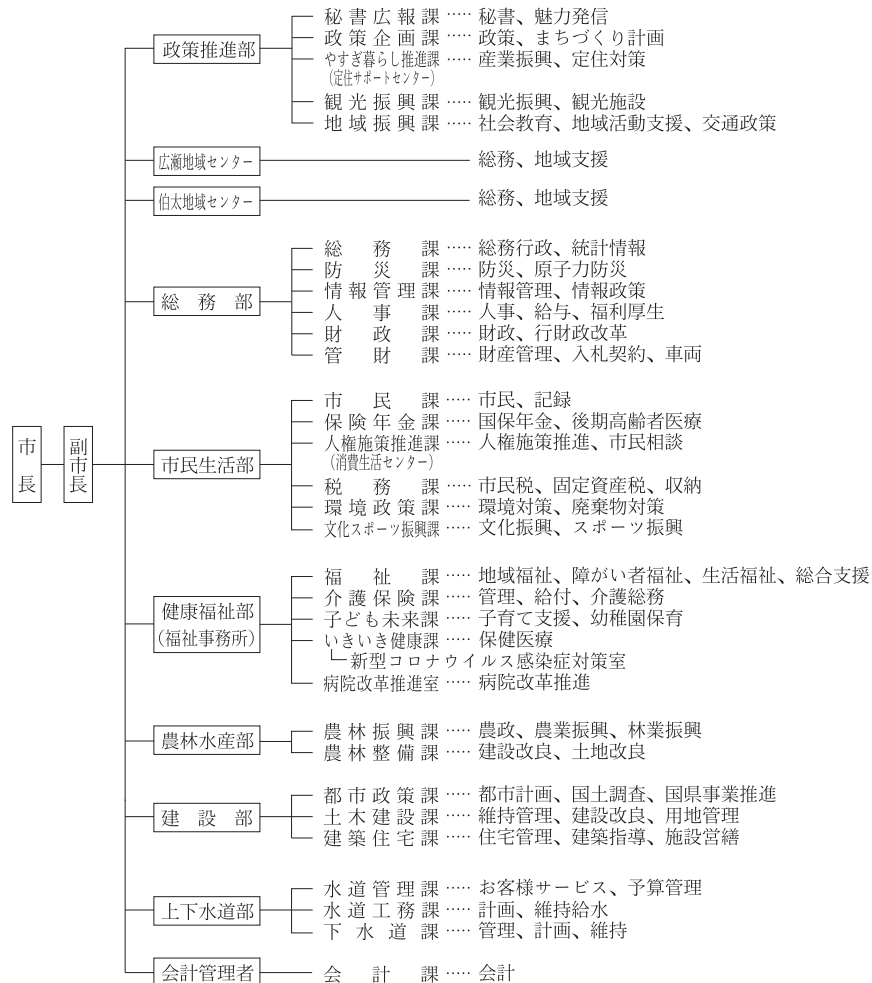 市長
副市長
政策推進部
秘書広報課 ‥‥‥ 秘書、魅力発信
政策企画課 ‥‥‥ 政策、まちづくり計画
やすぎ暮らし推進課 ‥‥‥ 産業振興、定住対策
（定住サポートセンター）
観光振興課 ‥‥‥ 観光振興、観光施設
地域振興課 ‥‥‥ 社会教育、地域活動支援、交通政策
広瀬地域センター 総務、地域支援
伯太地域センター 総務、地域支援
総務部
総務課 ‥‥‥ 総務行政、統計情報
防災課 ‥‥‥ 防災、原子力防災
情報管理課 ‥‥‥ 情報管理、情報政策
人事課 ‥‥‥ 人事、給与、福利厚生
財政課 ‥‥‥ 財政、行財政改革
管財課 ‥‥‥ 財産管理、入札契約、車両
市民生活部
市民課 ‥‥‥ 市民、記録
保険年金課 ‥‥‥ 国保年金、後期高齢者医療
人権施策推進課 ‥‥‥ 人権施策推進、市民相談
（消費生活センター）
税務課 ‥‥‥ 市民税、固定資産税、収納
環境政策課 ‥‥‥ 環境対策、廃棄物対策
文化スポーツ振興課 ‥‥‥ 文化振興、スポーツ振興
健康福祉部
（福祉事務所）
福祉課 ‥‥‥ 地域福祉、障がい者福祉、生活福祉、総合支援
介護保険課 ‥‥‥ 管理、給付、介護総務
子ども未来課 ‥‥‥ 子育て支援、幼稚園保育
いきいき健康課 ‥‥‥ 保健医療
新型コロナウイルス感染症対策室
病院改革推進室 ‥‥‥ 病院改革推進
農林水産部
農林振興課 ‥‥‥ 農政、農業振興、林業振興
農林整備課 ‥‥‥ 建設改良、土地改良
建設部
都市政策課 ‥‥‥ 都市計画、国土調査、国県事業推進
土木建設課 ‥‥‥ 維持管理、建設改良、用地管理
建築住宅課 ‥‥‥ 住宅管理、建築指導、施設営繕
上下水道部
水道管理課 ‥‥‥ お客様サービス、予算管理
水道工務課 ‥‥‥ 計画、維持給水
下水道課 ‥‥‥ 管理、計画、維持
会計管理者
会計課 ‥‥‥ 会計